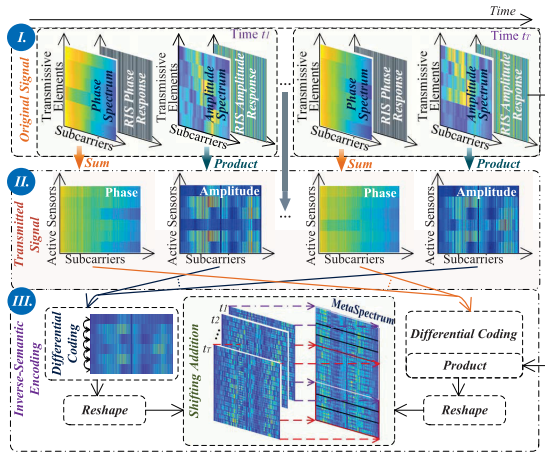 Time
I.
Original Signal
Time t1
Time tT
Transmissive
Elements
Phase
Spectrum
RIS Phase
Response
Subcarriers
Transmissive
Elements
Amplitude
Spectrum
RIS Amplitude
Response
Subcarriers
...
Transmissive
Elements
Phase
Spectrum
RIS Phase
Response
Subcarriers
Transmissive
Elements
Amplitude
Spectrum
RIS Amplitude
Response
Subcarriers
Sum
Product
Sum
Product
II.
Transmitted
Signal
Active Sensors
Phase
Subcarriers
Active Sensors
Amplitude
Subcarriers
...
Active Sensors
Phase
Subcarriers
Active Sensors
Amplitude
Subcarriers
III.
Inverse-Semantic
Encoding
Differential
Coding
Reshape
Shifting Addition
t1
t2
tT
MetaSpectrum
Differential Coding
Product
Reshape